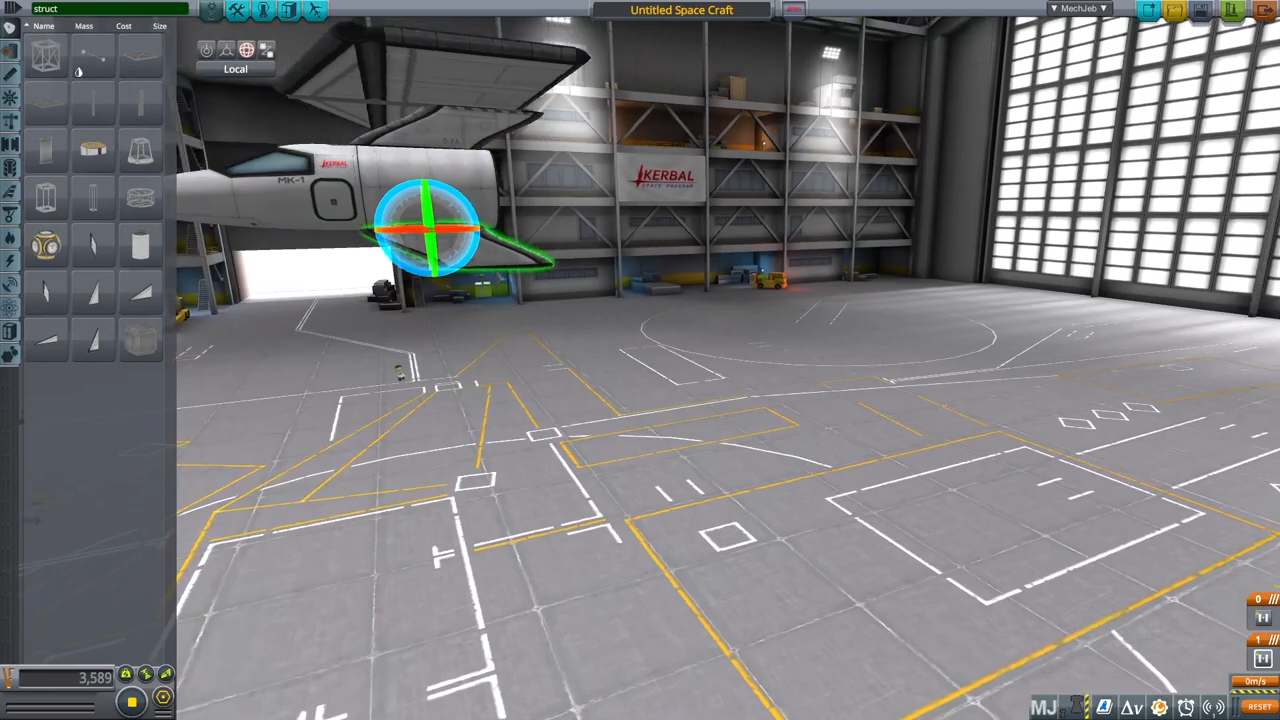 struct
Untitled Space Craft
▼ MechJeb ▼
Name Mass Cost Size
Local
KERBAL
MK-1
KERBAL
SPACE PROGRAM
3,589
0
1
0m/s
MJ Δv RESET